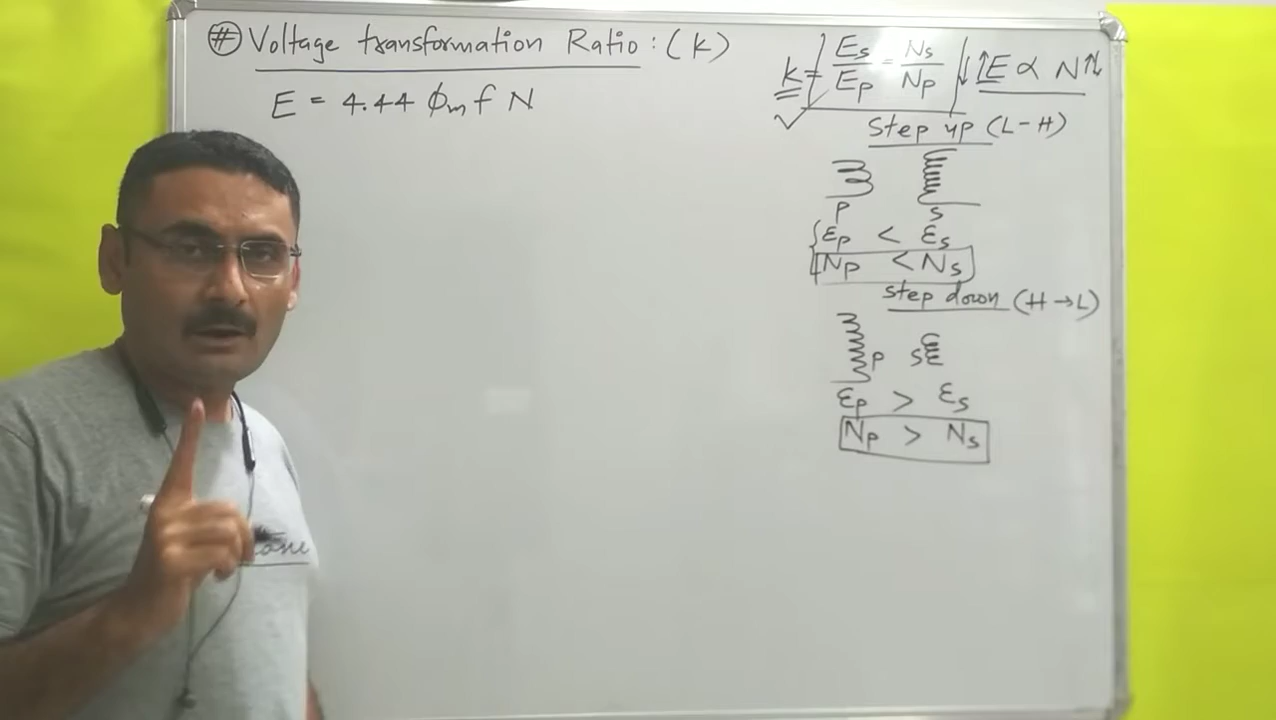 # Voltage transformation Ratio : (K)
E = 4.44 ϕm f N
K = Es/Ep = Ns/Np ↓ ↑E ∝ N↑↓
Step up (L-H)
P S
Ep < Es
Np < Ns
Step down (H→L)
P S
Ep > Es
Np > Ns